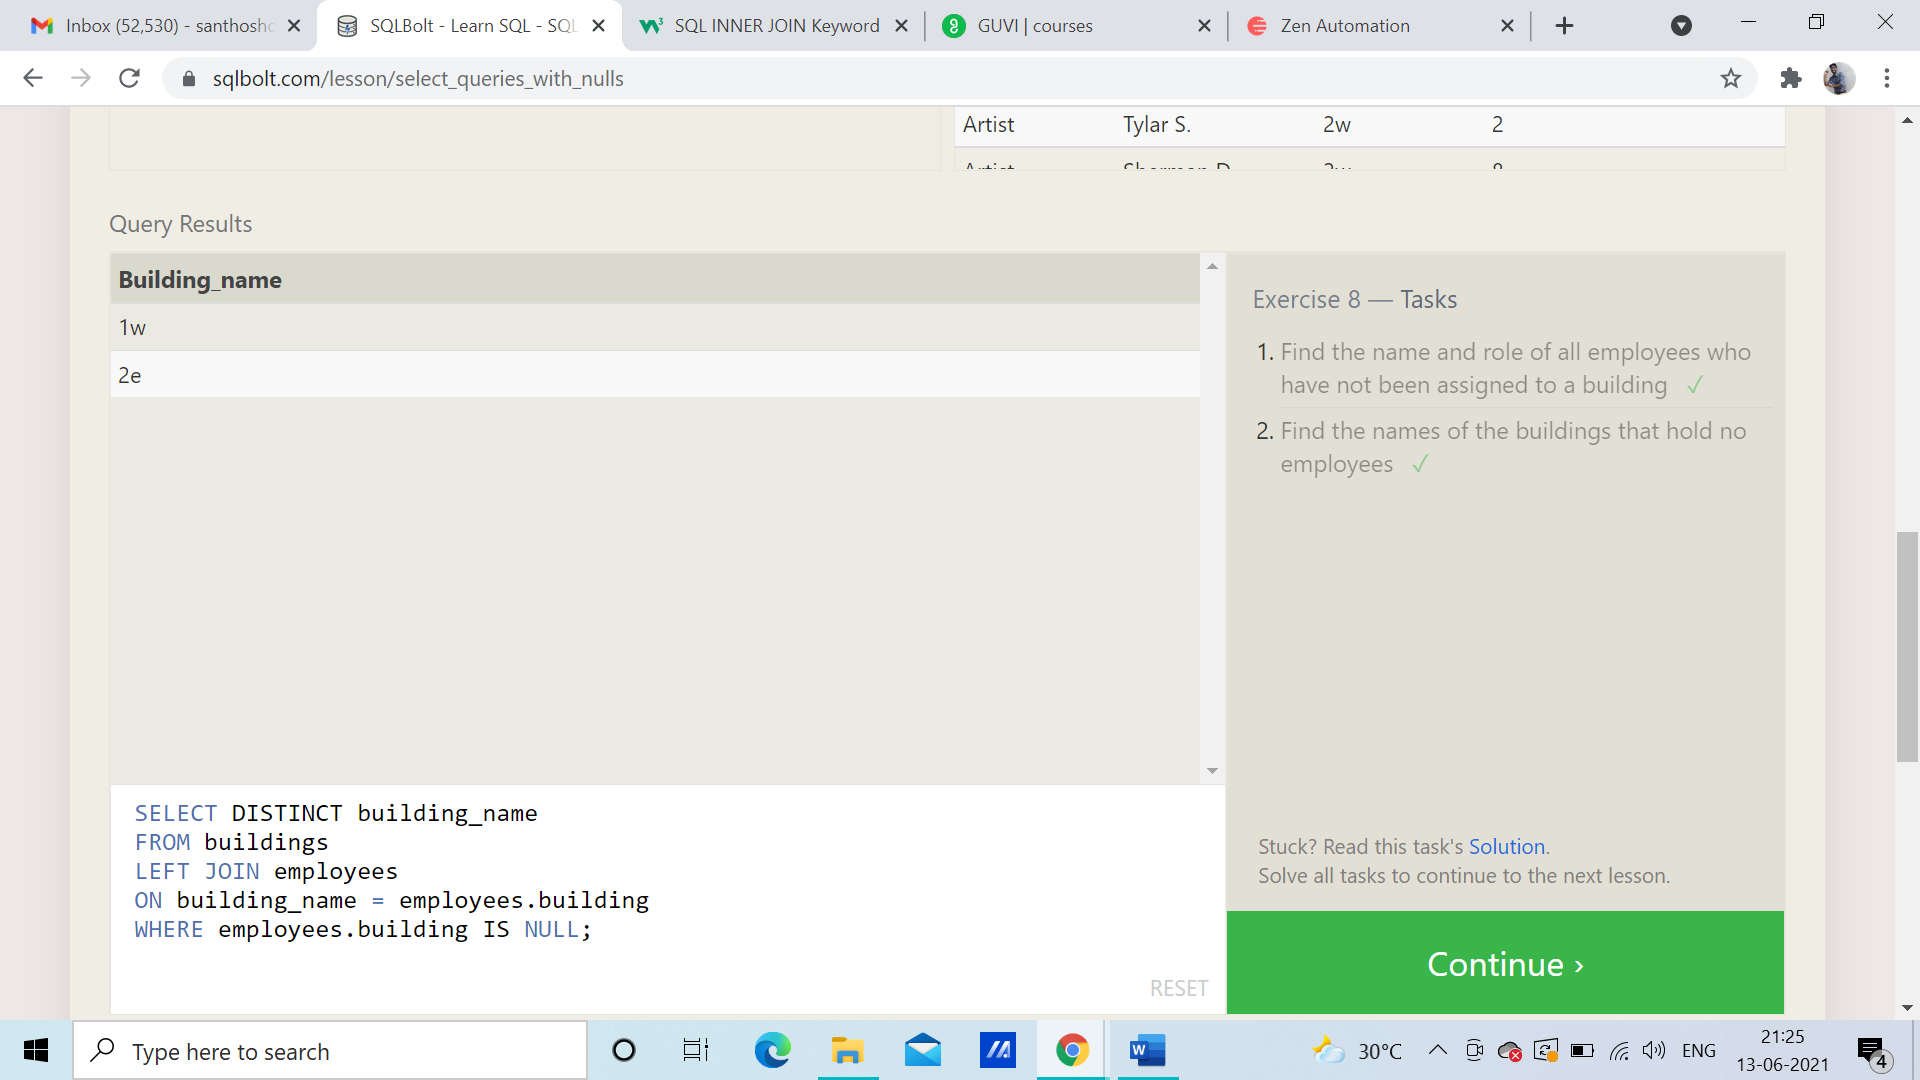 Inbox (52,530) - santhosh
SQLBolt - Learn SQL - SQL
SQL INNER JOIN Keyword
GUVI | courses
Zen Automation
sqlbolt.com/lesson/select_queries_with_nulls
Artist Tylar S. 2w 2
Query Results
Building_name
1w
2e
Exercise 8 — Tasks
1. Find the name and role of all employees who
have not been assigned to a building ✓
2. Find the names of the buildings that hold no
employees ✓
SELECT DISTINCT building_name
FROM buildings
LEFT JOIN employees
ON building_name = employees.building
WHERE employees.building IS NULL;
RESET
Stuck? Read this task's Solution.
Solve all tasks to continue to the next lesson.
Continue ›
Type here to search
30°C
ENG
21:25
13-06-2021
4